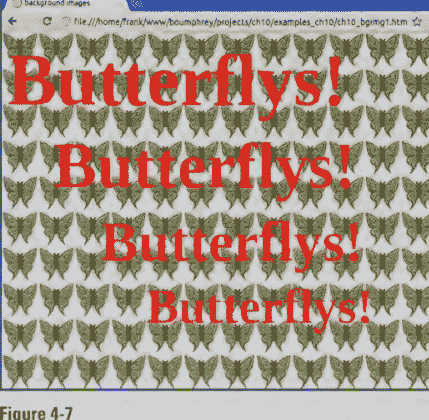 background images
file:///home/frank/www/boumphrey/projects/ch10/examples_ch10/ch10_bgimg1.htm
Butterflys!
Butterflys!
Butterflys!
Butterflys!
Figure 4-7